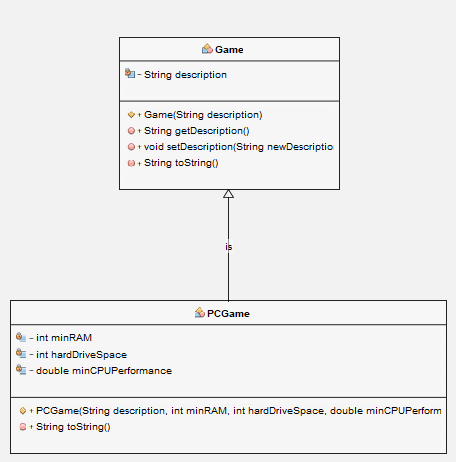 Game
- String description
+ Game(String description)
+ String getDescription()
+ void setDescription(String newDescriptio
+ String toString()
is
PCGame
- int minRAM
- int hardDriveSpace
- double minCPUPerformance
+ PCGame(String description, int minRAM, int hardDriveSpace, double minCPUPerform
+ String toString()